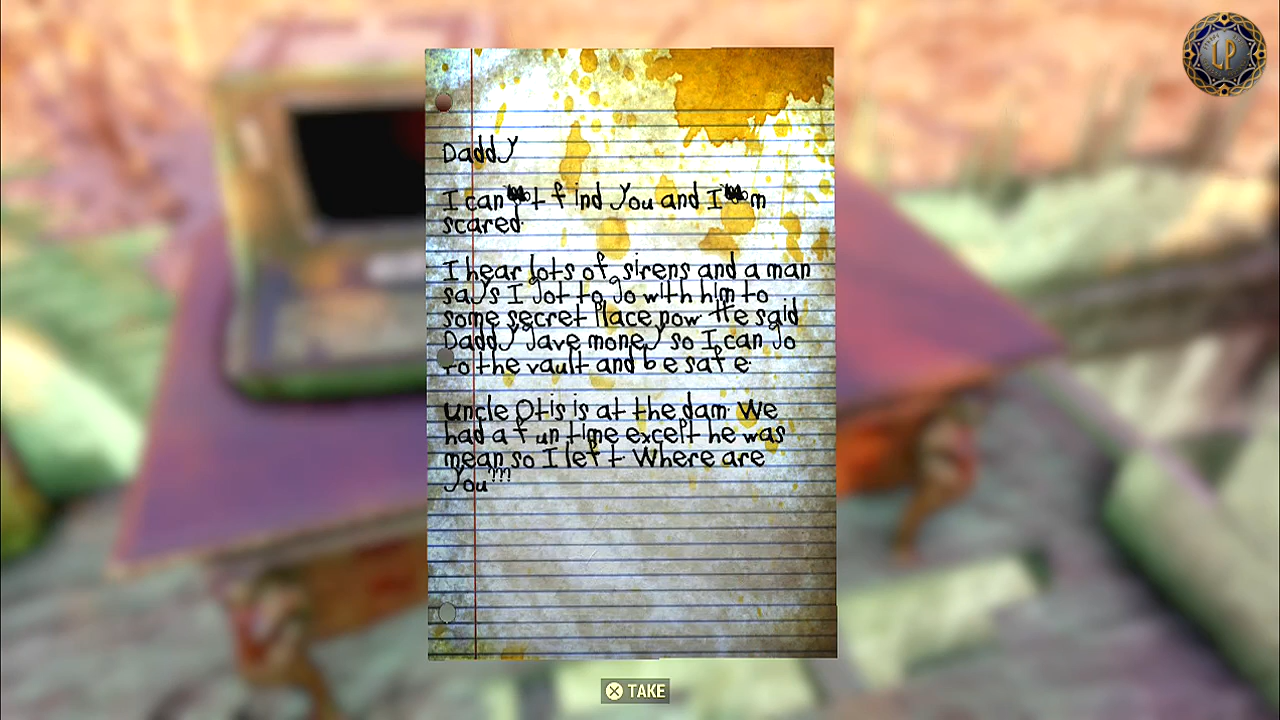 LP
Daddy
I can't find you and I'm
scared.
I hear lots of sirens and a man
says I got to go with him to
some secret place now He said
Daddy gave money so I can go
to the vault and be safe.
Uncle Otis is at the dam. We
had a fun time except he was
mean so I left Where are
you???
TAKE